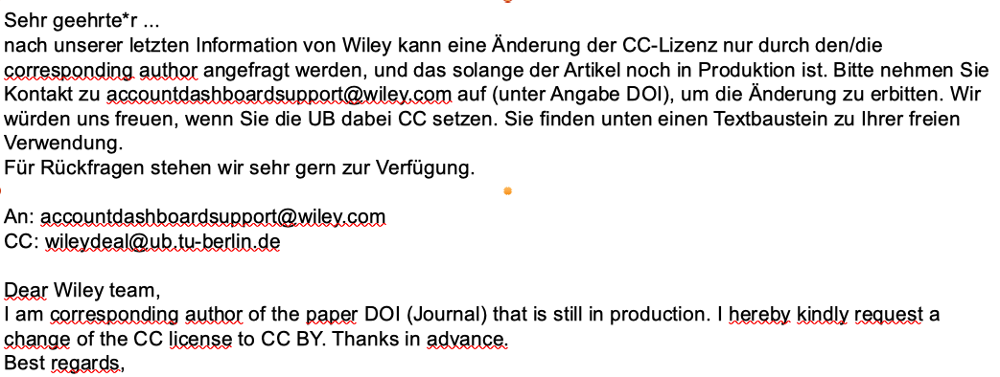 Sehr geehrte*r ...
nach unserer letzten Information von Wiley kann eine Änderung der CC-Lizenz nur durch den/die
corresponding author angefragt werden, und das solange der Artikel noch in Produktion ist. Bitte nehmen Sie
Kontakt zu accountdashboardsupport@wiley.com auf (unter Angabe DOI), um die Änderung zu erbitten. Wir
würden uns freuen, wenn Sie die UB dabei CC setzen. Sie finden unten einen Textbaustein zu Ihrer freien
Verwendung.
Für Rückfragen stehen wir sehr gern zur Verfügung.
An: accountdashboardsupport@wiley.com
CC: wileydeal@ub.tu-berlin.de
Dear Wiley team,
I am corresponding author of the paper DOI (Journal) that is still in production. I hereby kindly request a
change of the CC license to CC BY. Thanks in advance.
Best regards,